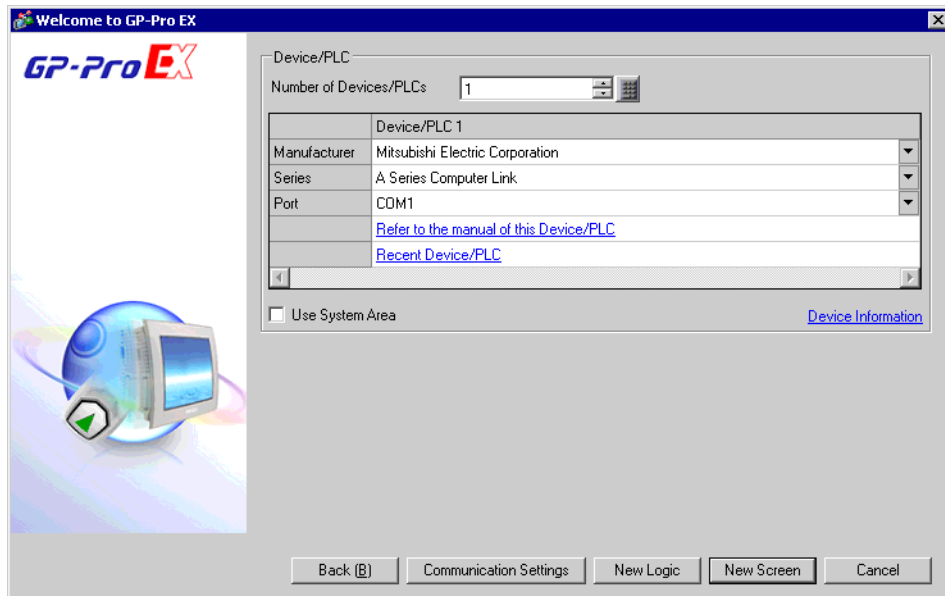 Welcome to GP-Pro EX
GP-Pro EX
Device/PLC
Number of Devices/PLCs 1
Device/PLC 1
Manufacturer Mitsubishi Electric Corporation
Series A Series Computer Link
Port COM1
Refer to the manual of this Device/PLC
Recent Device/PLC
Use System Area Device Information
Back (B) Communication Settings New Logic New Screen Cancel